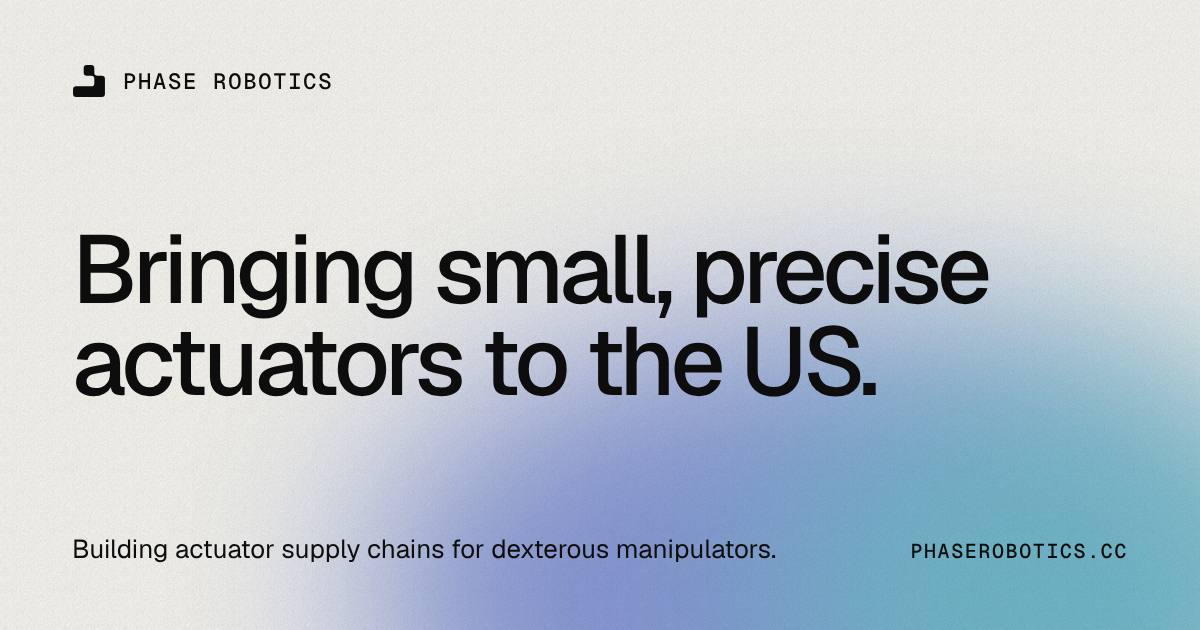 PHASE ROBOTICS
Bringing small, precise
actuators to the US.
Building actuator supply chains for dexterous manipulators.
PHASEROBOTICS.CC